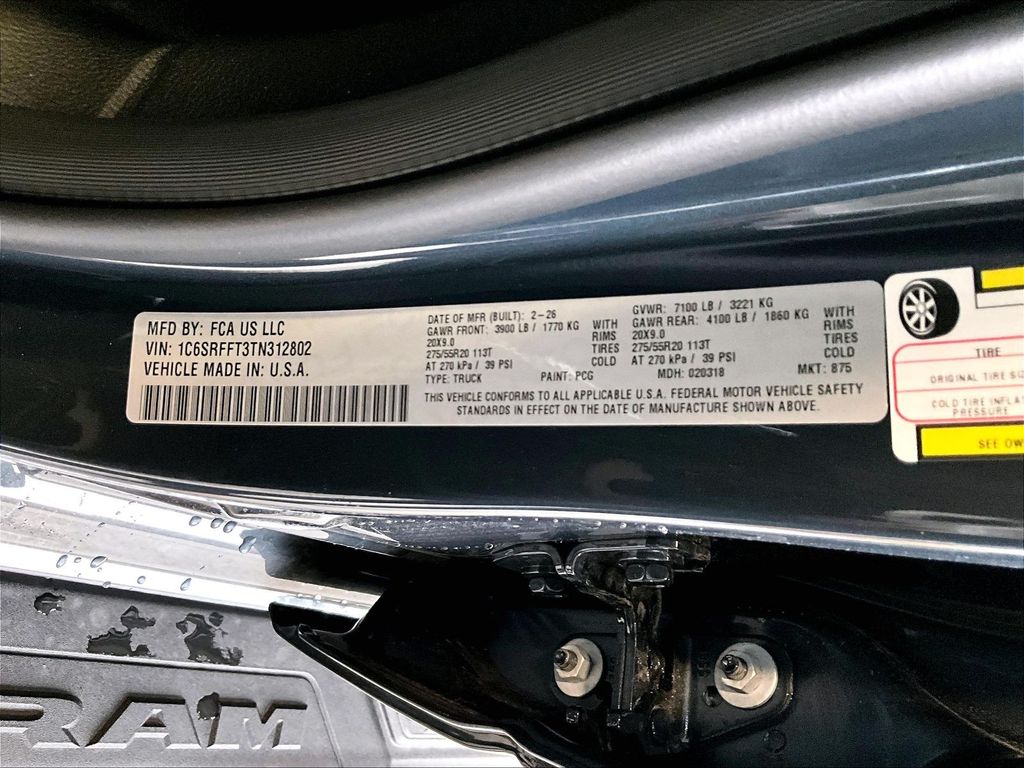 MFD BY: FCA US LLC
VIN: 1C6SRFFT3TN312802
VEHICLE MADE IN: U.S.A.
DATE OF MFR (BUILT): 2-26
GAWR FRONT: 3900 LB / 1770 KG WITH
20X9.0 RIMS
275/55R20 113T TIRES
AT 270 kPa / 39 PSI COLD
TYPE: TRUCK PAINT: PCG
GVWR: 7100 LB / 3221 KG
GAWR REAR: 4100 LB / 1860 KG WITH
20X9.0 RIMS
275/55R20 113T TIRES
AT 270 kPa / 39 PSI COLD
MDH: 020318 MKT: 875
THIS VEHICLE CONFORMS TO ALL APPLICABLE U.S.A. FEDERAL MOTOR VEHICLE SAFETY
STANDARDS IN EFFECT ON THE DATE OF MANUFACTURE SHOWN ABOVE.
TIRE
ORIGINAL TIRE SIZ
COLD TIRE INFLA
PRESSURE
SEE OW
RAM